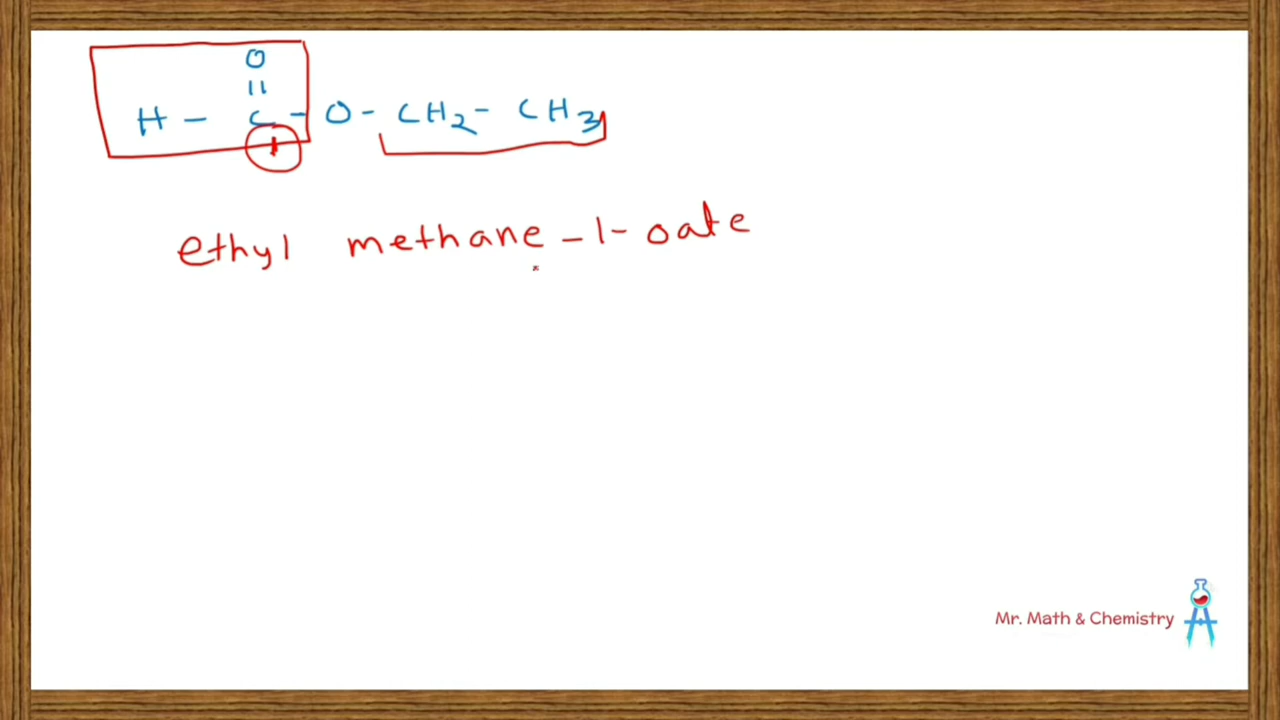 O
||
H - C - O - CH2 - CH3
1
ethyl methane - 1 - oate
Mr. Math & Chemistry